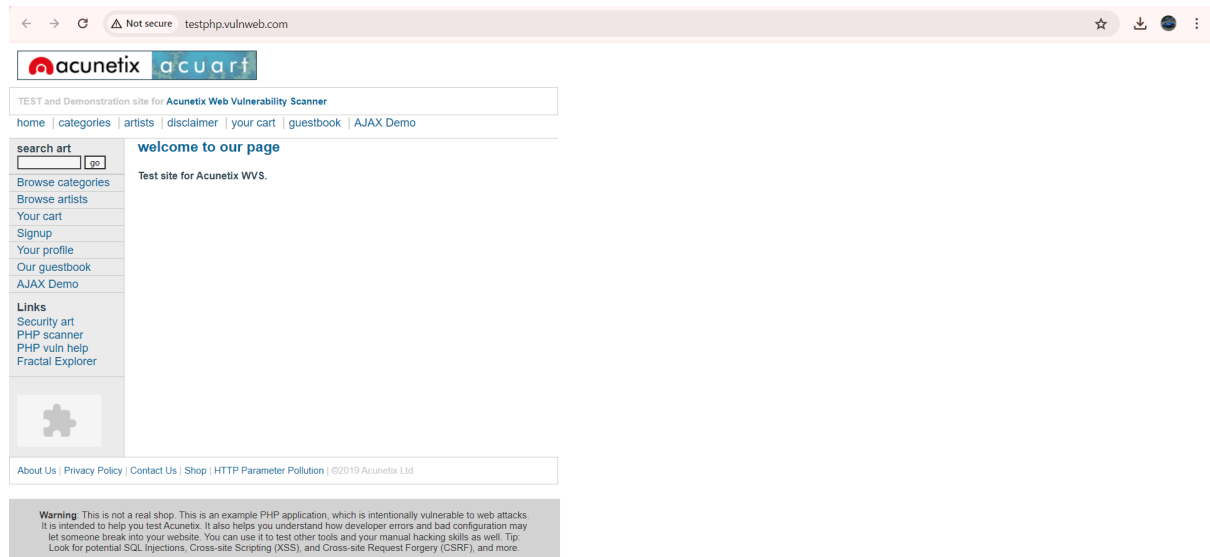 Not secure testphp.vulnweb.com
acunetix acuart
TEST and Demonstration site for Acunetix Web Vulnerability Scanner
home | categories | artists | disclaimer | your cart | guestbook | AJAX Demo
search art
go
Browse categories
Browse artists
Your cart
Signup
Your profile
Our guestbook
AJAX Demo
Links
Security art
PHP scanner
PHP vuln help
Fractal Explorer
welcome to our page
Test site for Acunetix WVS.
About Us | Privacy Policy | Contact Us | Shop | HTTP Parameter Pollution | ©2019 Acunetix Ltd
Warning: This is not a real shop. This is an example PHP application, which is intentionally vulnerable to web attacks.
It is intended to help you test Acunetix. It also helps you understand how developer errors and bad configuration may
let someone break into your website. You can use it to test other tools and your manual hacking skills as well. Tip:
Look for potential SQL Injections, Cross-site Scripting (XSS), and Cross-site Request Forgery (CSRF), and more.